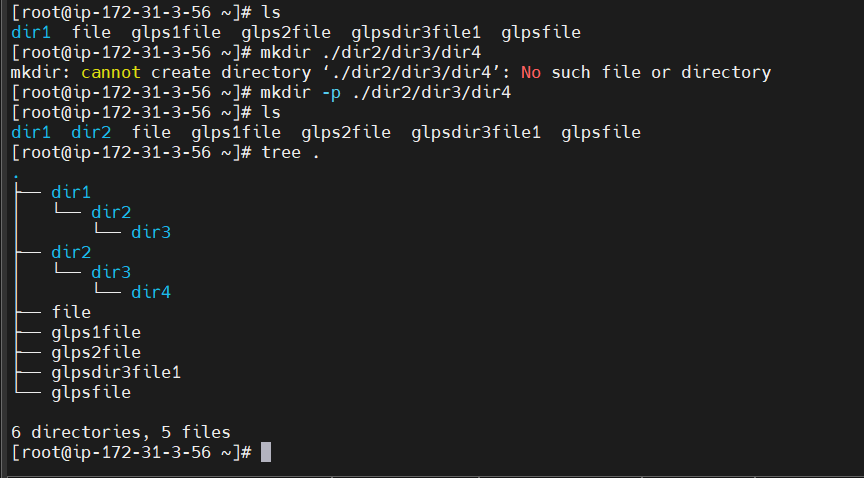 [root@ip-172-31-3-56 ~]# ls
dir1  file  glps1file  glps2file  glpsdir3file1  glpsfile
[root@ip-172-31-3-56 ~]# mkdir ./dir2/dir3/dir4
mkdir: cannot create directory ‘./dir2/dir3/dir4’: No such file or directory
[root@ip-172-31-3-56 ~]# mkdir -p ./dir2/dir3/dir4
[root@ip-172-31-3-56 ~]# ls
dir1  dir2  file  glps1file  glps2file  glpsdir3file1  glpsfile
[root@ip-172-31-3-56 ~]# tree .
.
├── dir1
│   └── dir2
│       └── dir3
├── dir2
│   └── dir3
│       └── dir4
├── file
├── glps1file
├── glps2file
├── glpsdir3file1
└── glpsfile

6 directories, 5 files
[root@ip-172-31-3-56 ~]#